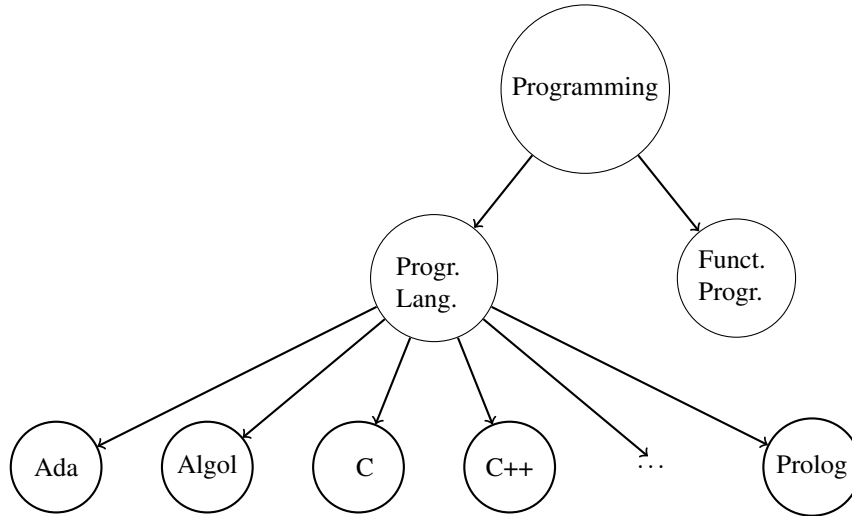 Programming
Progr.
Lang.
Funct.
Progr.
Ada
Algol
C
C++
...
Prolog